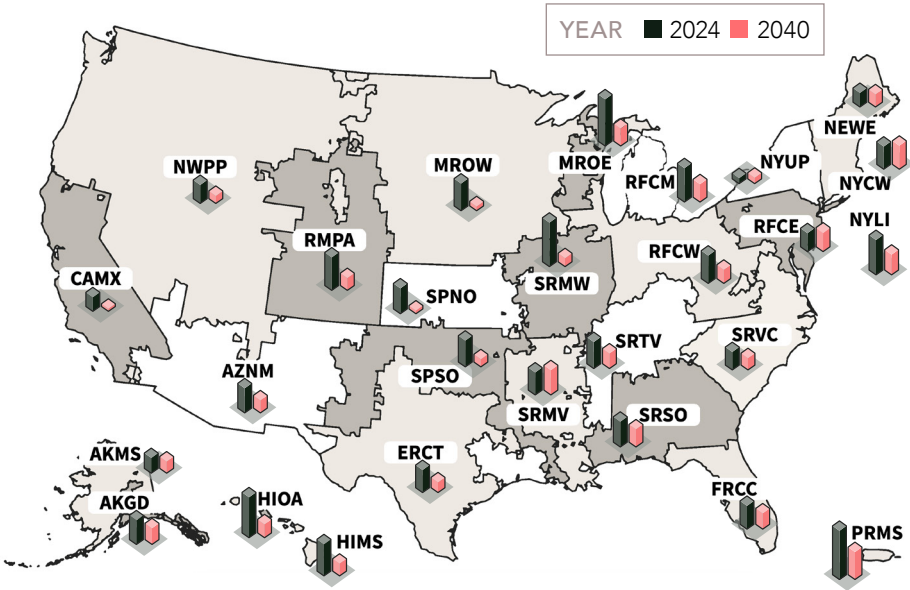 YEAR 2024 2040
NEWE
NWPP
MROW
MROE
NYUP
RFCM
NYCW
NYLI
RFCE
RMPA
RFCW
CAMX
SPNO
SRMW
SRTV
SRVC
AZNM
SPSO
SRMV
SRSO
AKMS
ERCT
FRCC
AKGD
HIOA
HIMS
PRMS